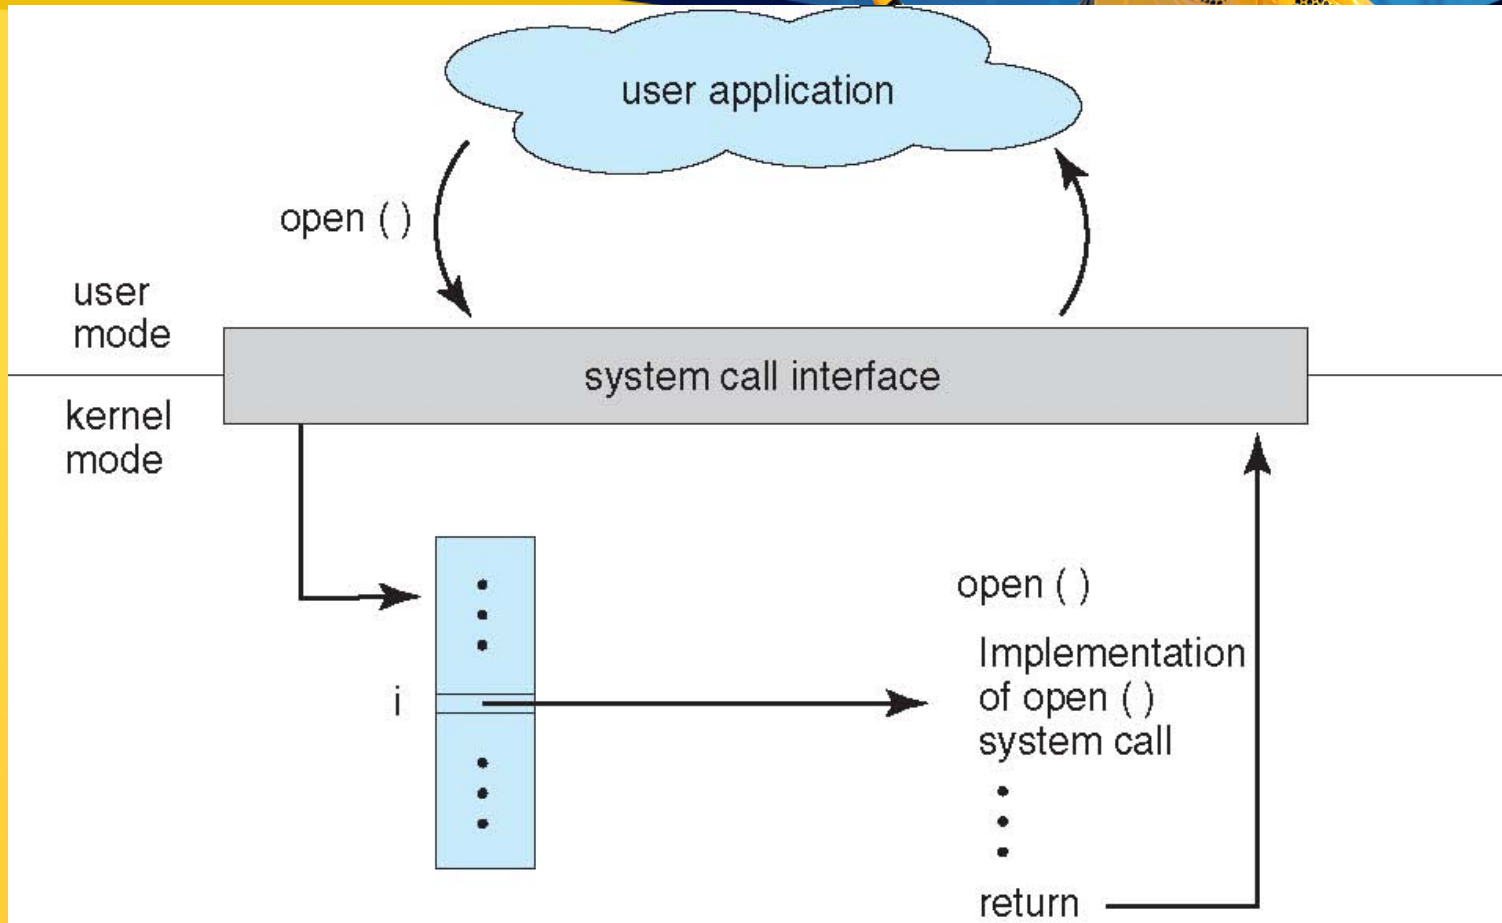 user application
open ( )
user
mode
system call interface
kernel
mode
open ( )
Implementation
of open ( )
system call
i
return